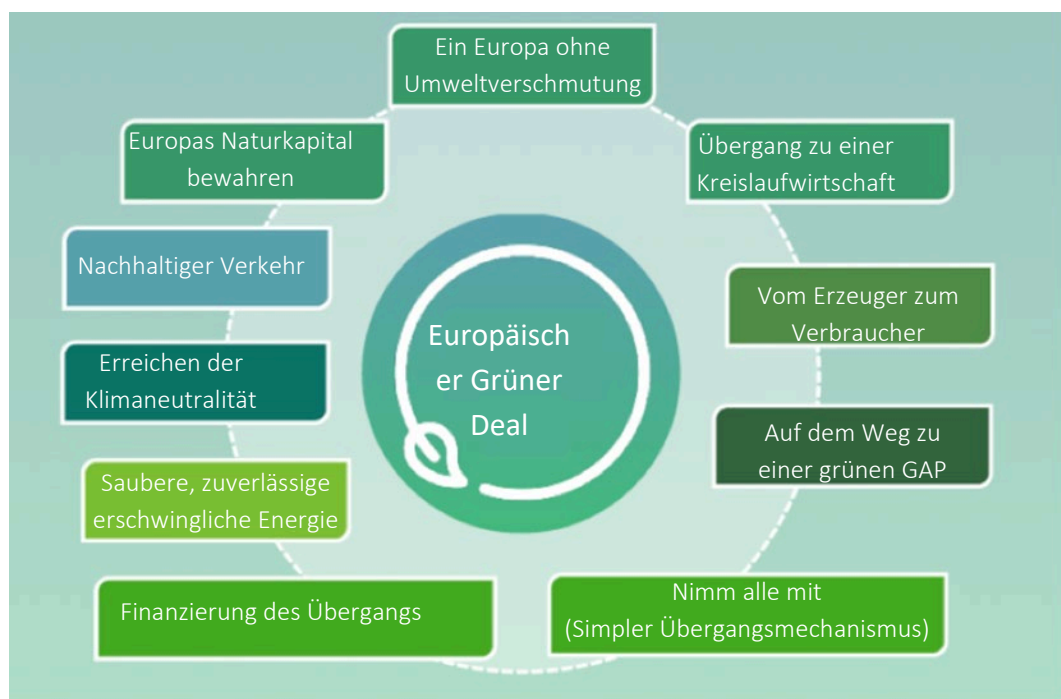 Ein Europa ohne
Umweltverschmutung
Europas Naturkapital
bewahren
Übergang zu einer
Kreislaufwirtschaft
Nachhaltiger Verkehr
Vom Erzeuger zum
Verbraucher
Europäisch
er Grüner
Deal
Erreichen der
Klimaneutralität
Auf dem Weg zu
einer grünen GAP
Saubere, zuverlässige
erschwingliche Energie
Finanzierung des Übergangs
Nimm alle mit
(Simpler Übergangsmechanismus)